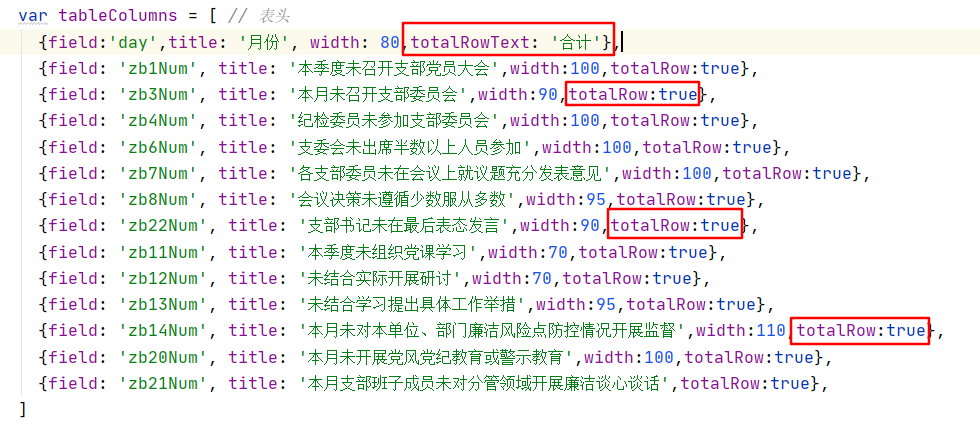 var tableColumns = [ // 表头
{field:'day',title: '月份', width: 80,totalRowText: '合计'},
{field: 'zb1Num', title: '本季度未召开支部党员大会',width:100,totalRow:true},
{field: 'zb3Num', title: '本月未召开支部委员会',width:90,totalRow:true},
{field: 'zb4Num', title: '纪检委员未参加支部委员会',width:100,totalRow:true},
{field: 'zb6Num', title: '支委会未出席半数以上人员参加',width:100,totalRow:true},
{field: 'zb7Num', title: '各支部委员未在会议上就议题充分发表意见',width:100,totalRow:true},
{field: 'zb8Num', title: '会议决策未遵循少数服从多数',width:95,totalRow:true},
{field: 'zb22Num', title: '支部书记未在最后表态发言',width:90,totalRow:true},
{field: 'zb11Num', title: '本季度未组织党课学习',width:70,totalRow:true},
{field: 'zb12Num', title: '未结合实际开展研讨',width:70,totalRow:true},
{field: 'zb13Num', title: '未结合学习提出具体工作举措',width:95,totalRow:true},
{field: 'zb14Num', title: '本月未对本单位、部门廉洁风险点防控情况开展监督',width:110,totalRow:true},
{field: 'zb20Num', title: '本月未开展党风党纪教育或警示教育',width:100,totalRow:true},
{field: 'zb21Num', title: '本月支部班子成员未对分管领域开展廉洁谈心谈话',totalRow:true},
]